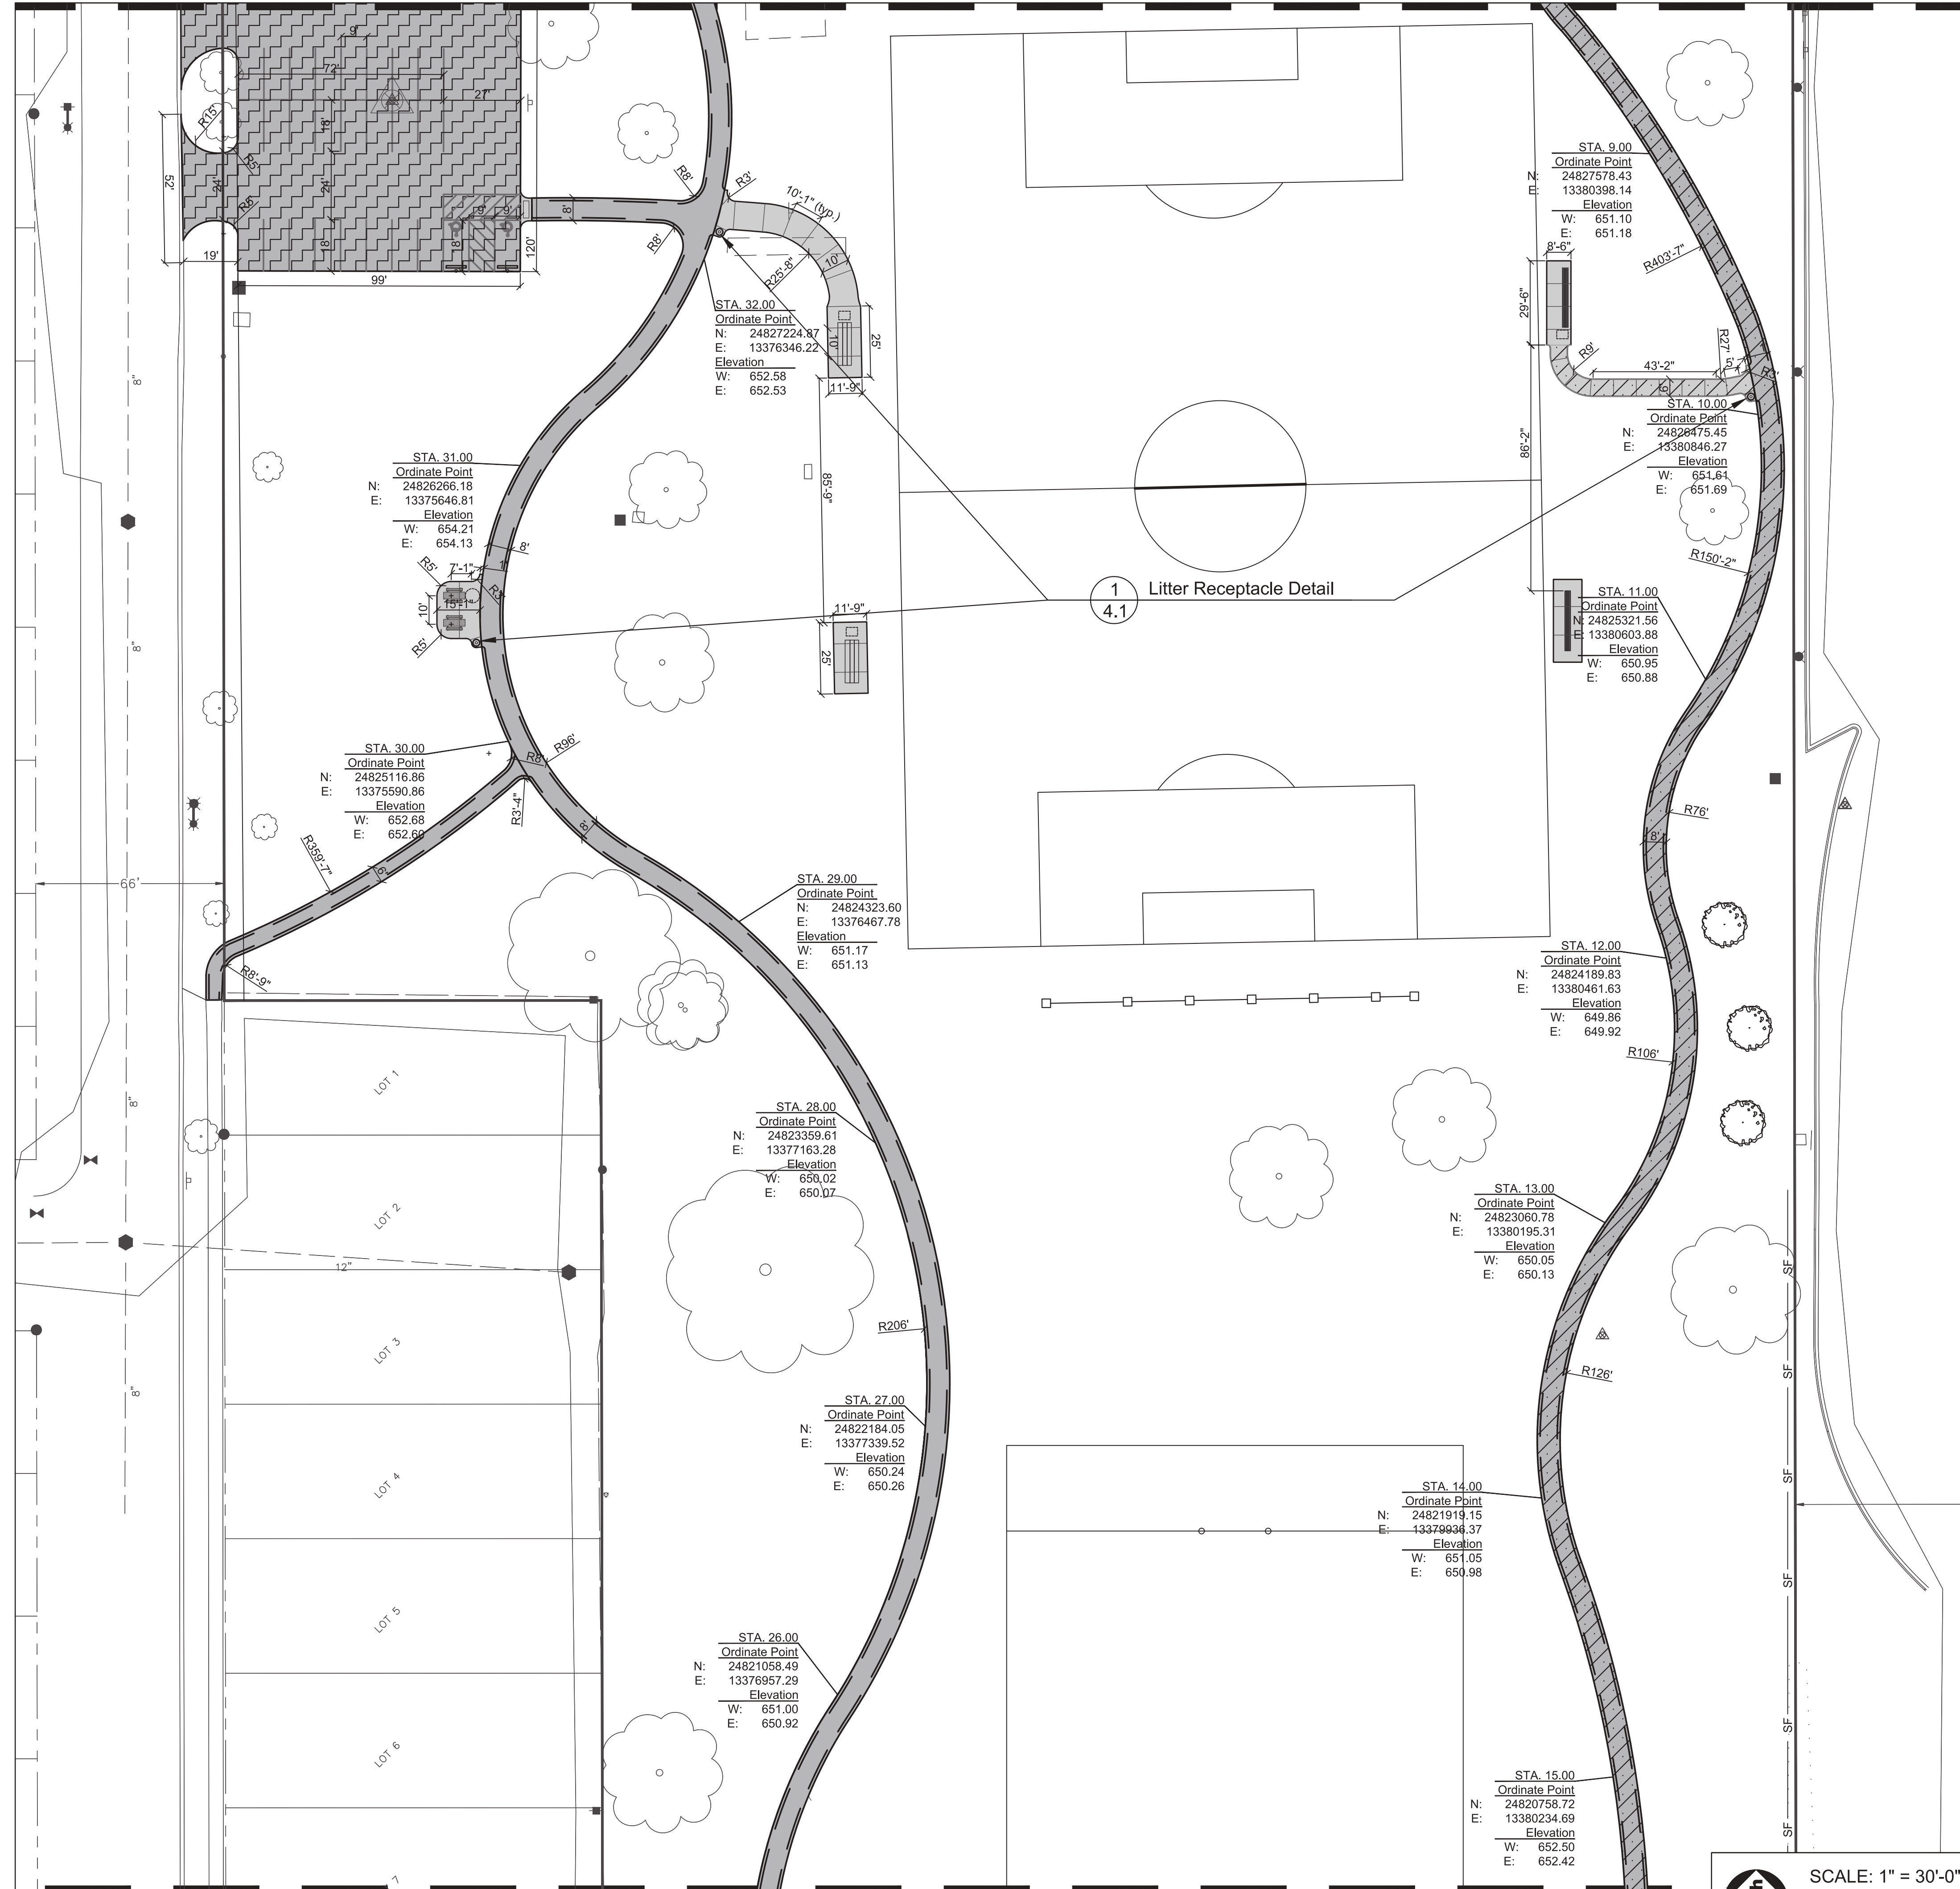 9'
72'
27'
R15'
18'
R5'
52'
24'
24'
R6'
9'
9'
8'
18'
18'
120'
19'
99'
R8'
R3'
10'-1" (typ.)
8'
R8'
R25'-8"
10'
10'
25'
11'-9"
STA. 32.00
Ordinate Point
N: 24827224.87
E: 13376346.22
Elevation
W: 652.58
E: 652.53
STA. 9.00
Ordinate Point
N: 24827578.43
E: 13380398.14
Elevation
W: 651.10
E: 651.18
8'-6"
R403'-7"
29'-6"
R9'
43'-2"
R27'
5'
R3'
6'
STA. 10.00
Ordinate Point
N: 24826475.45
E: 13380846.27
Elevation
W: 651.61
E: 651.69
86'-2"
85'-9"
STA. 31.00
Ordinate Point
N: 24826266.18
E: 13375646.81
Elevation
W: 654.21
E: 654.13
8'
1'
R5'
7'-1"
R3'
10'
15'-1"
R5'
8"
8"
1
4.1
Litter Receptacle Detail
R150'-2"
11'-9"
25'
STA. 11.00
Ordinate Point
N: 24825321.56
E: 13380603.88
Elevation
W: 650.95
E: 650.88
STA. 30.00
Ordinate Point
N: 24825116.86
E: 13375590.86
Elevation
W: 652.68
E: 652.60
R8'
R96'
R3'-4"
8'
R76'
8'
R359'-7"
6'
66'
STA. 29.00
Ordinate Point
N: 24824323.60
E: 13376467.78
Elevation
W: 651.17
E: 651.13
R8'-9"
STA. 12.00
Ordinate Point
N: 24824189.83
E: 13380461.63
Elevation
W: 649.86
E: 649.92
R106'
LOT 1
8"
STA. 28.00
Ordinate Point
N: 24823359.61
E: 13377163.28
Elevation
W: 650.02
E: 650.07
LOT 2
12"
STA. 13.00
Ordinate Point
N: 24823060.78
E: 13380195.31
Elevation
W: 650.05
E: 650.13
SF
R206'
LOT 3
R126'
SF
8"
STA. 27.00
Ordinate Point
N: 24822184.05
E: 13377339.52
Elevation
W: 650.24
E: 650.26
LOT 4
SF
STA. 14.00
Ordinate Point
N: 24821919.15
E: 13379936.37
Elevation
W: 651.05
E: 650.98
SF
LOT 5
STA. 26.00
Ordinate Point
N: 24821058.49
E: 13376957.29
Elevation
W: 651.00
E: 650.92
SF
LOT 6
STA. 15.00
Ordinate Point
N: 24820758.72
E: 13380234.69
Elevation
W: 652.50
E: 652.42
SF
7
SCALE: 1" = 30'-0"